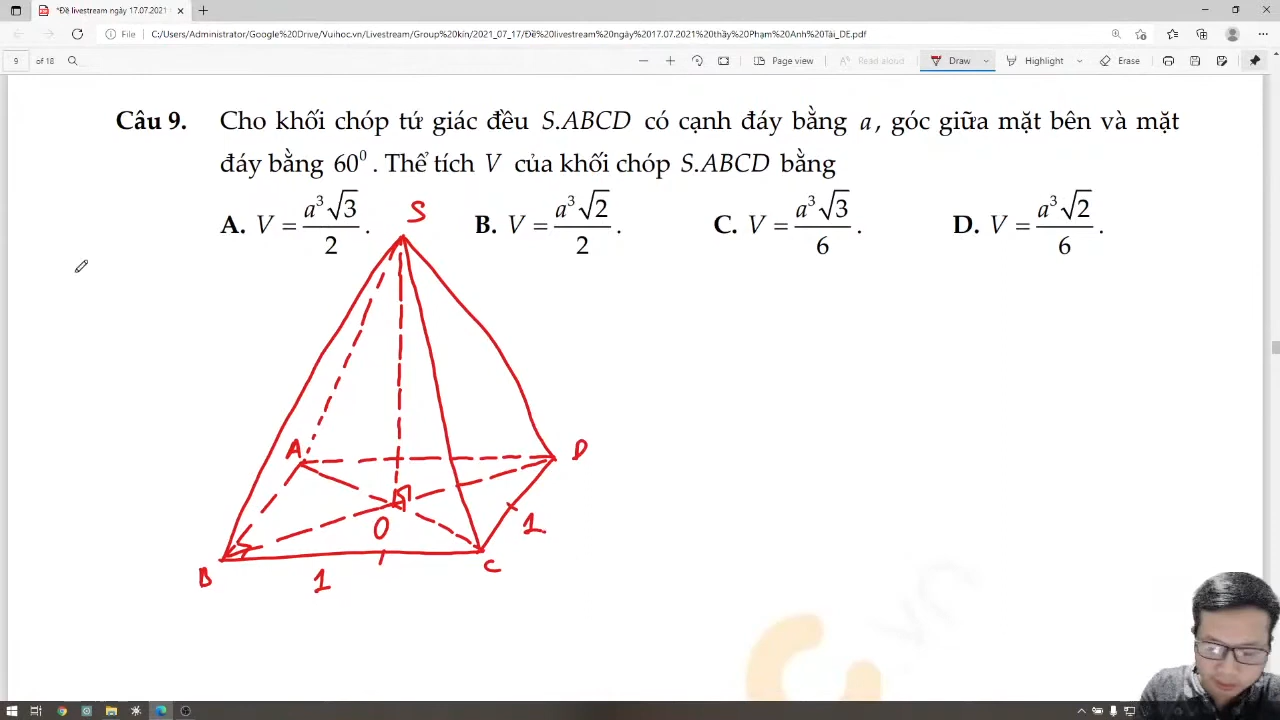 *Đề livestream ngày 17.07.2021
File
C:/Users/Administrator/Google%20Drive/Vuihoc.vn/Livestream/Group%20kín/2021_07_17/Đề%20livestream%20ngày%2017.07.2021%20thầy%20Phạm%20Anh%20Tài_DE.pdf
9 of 18
Page view
Read aloud
Draw
Highlight
Erase
Câu 9. Cho khối chóp tứ giác đều S.ABCD có cạnh đáy bằng a, góc giữa mặt bên và mặt
đáy bằng 60⁰. Thể tích V của khối chóp S.ABCD bằng
A. V = a³√3/2. B. V = a³√2/2. C. V = a³√3/6. D. V = a³√2/6.
S
A
D
O
1
B
C
1
.vn